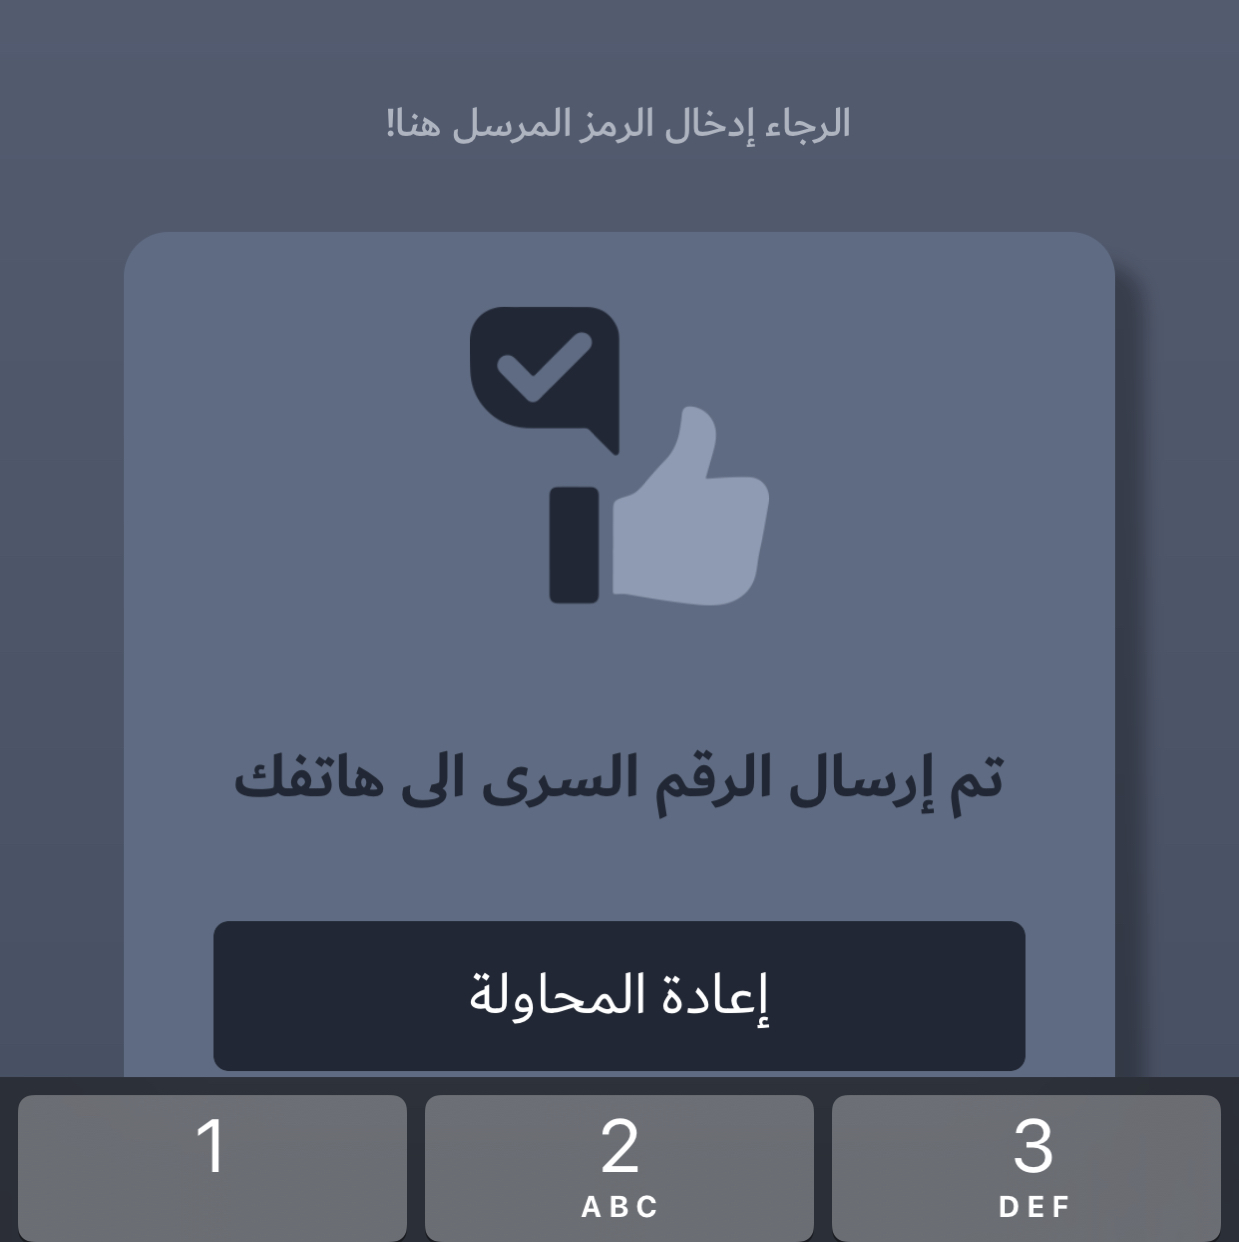 الرجاء إدخال الرمز المرسل هنا!
تم إرسال الرقم السرى الى هاتفك
إعادة المحاولة
1 2 3
ABC DEF